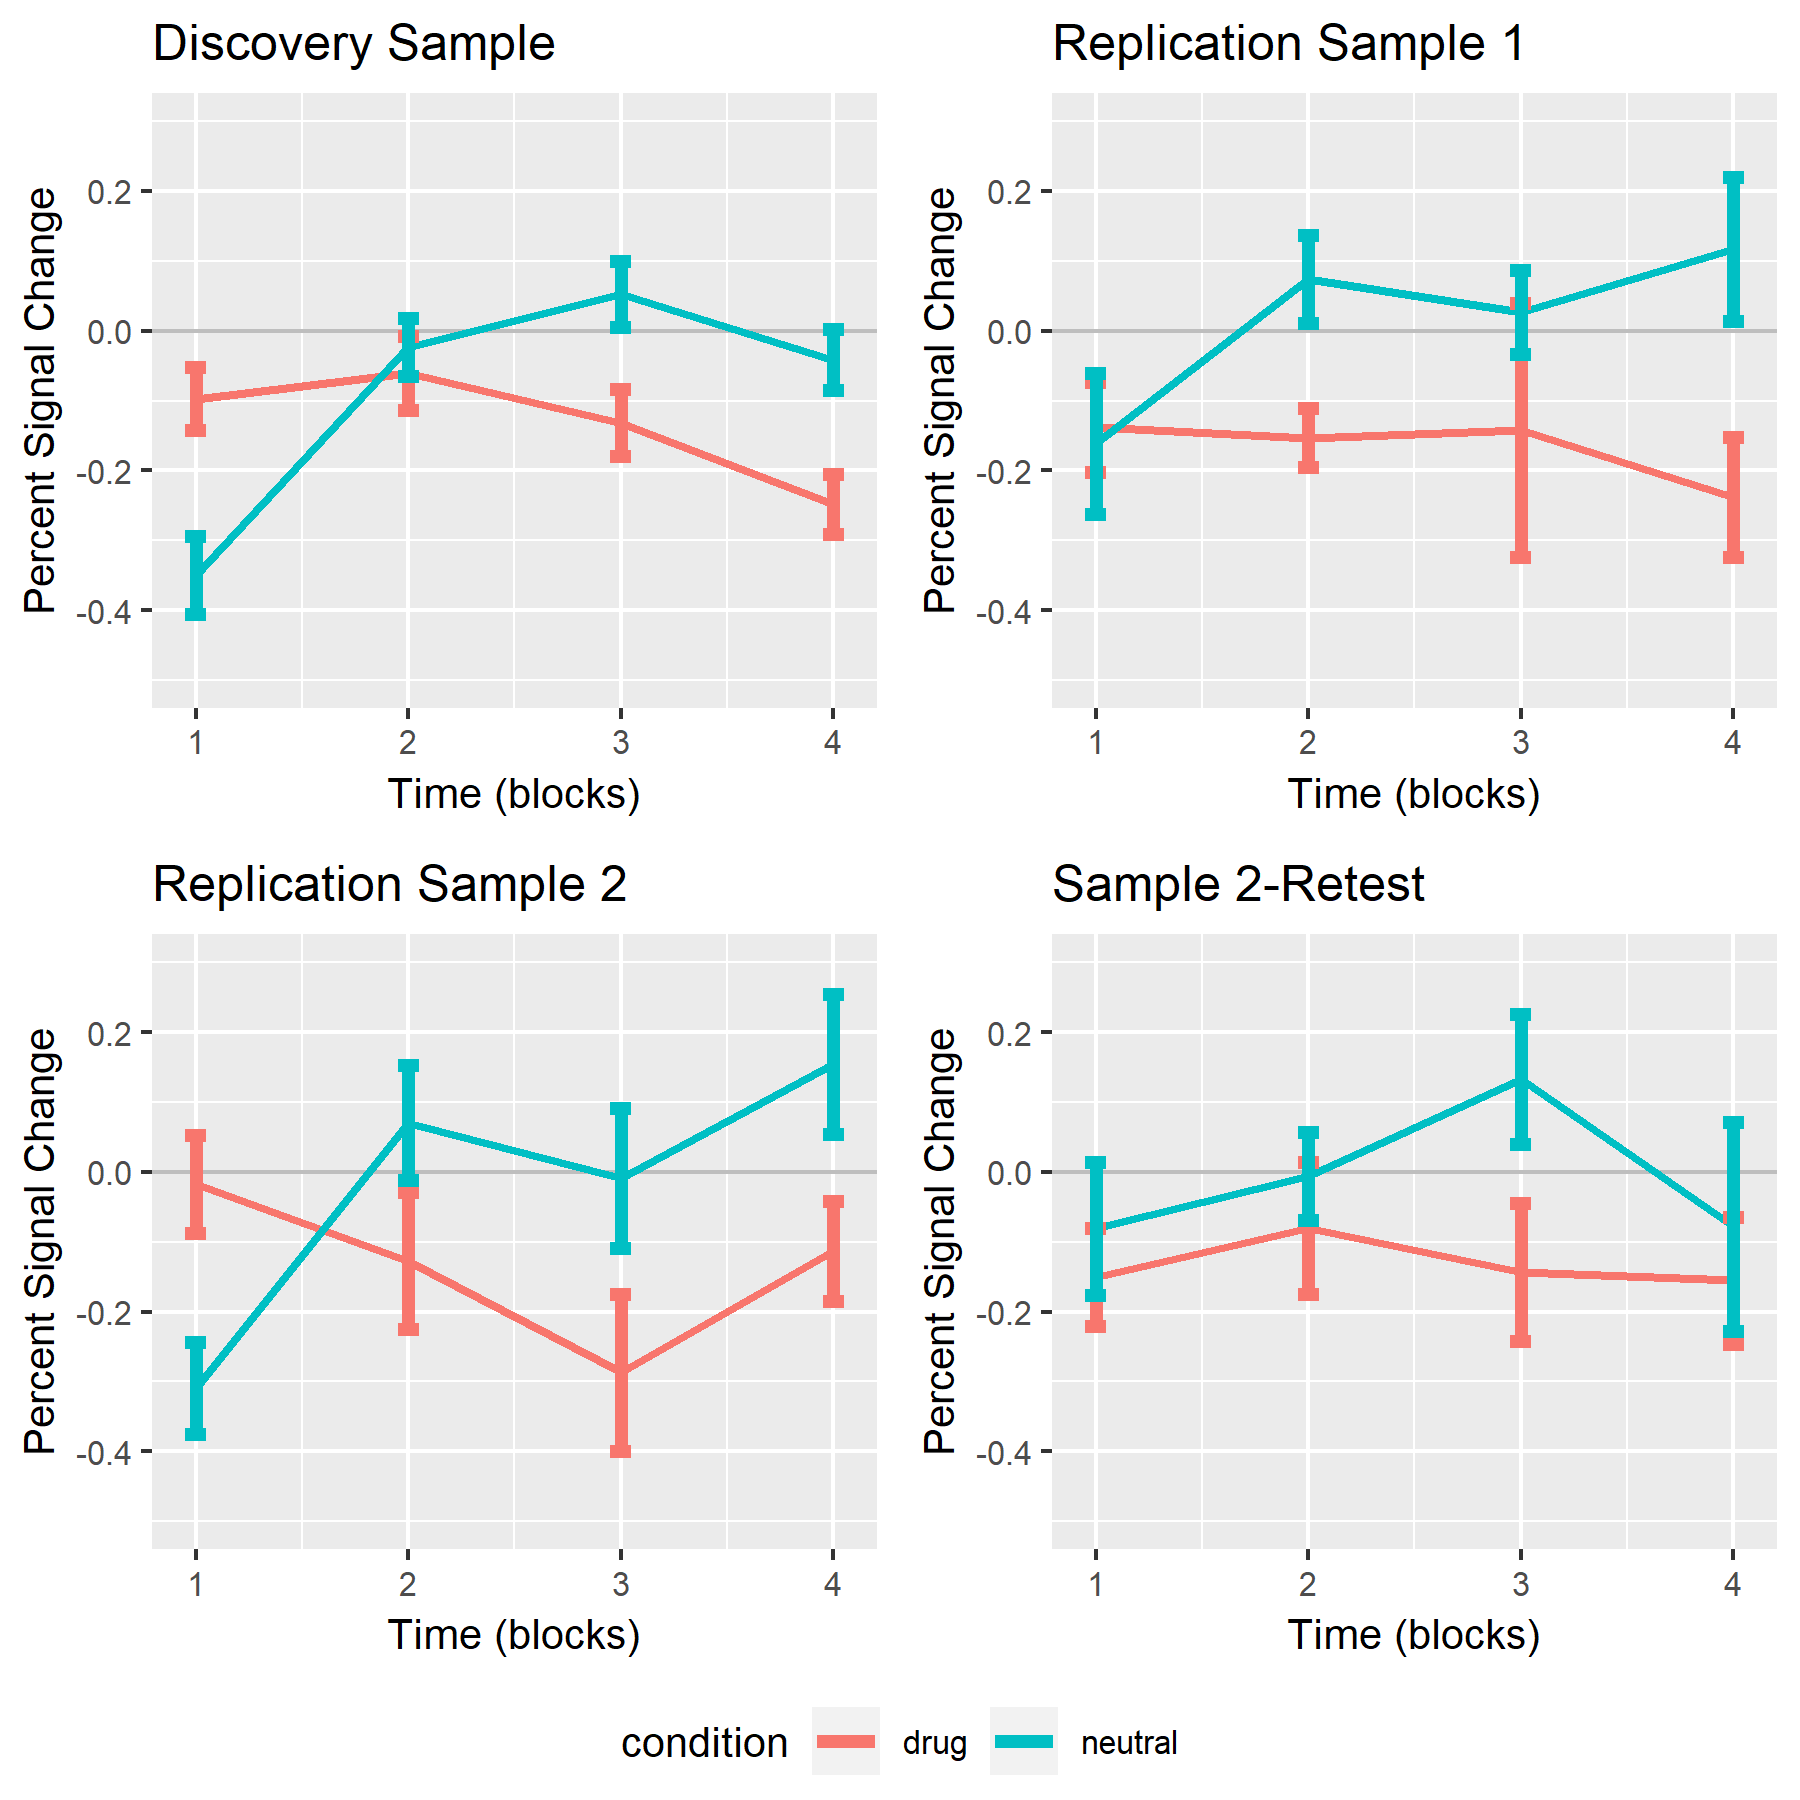 Discovery Sample
Percent Signal Change
0.2
0.0
-0.2
-0.4
1 2 3 4
Time (blocks)
Replication Sample 1
Percent Signal Change
0.2
0.0
-0.2
-0.4
1 2 3 4
Time (blocks)
Replication Sample 2
Percent Signal Change
0.2
0.0
-0.2
-0.4
1 2 3 4
Time (blocks)
Sample 2-Retest
Percent Signal Change
0.2
0.0
-0.2
-0.4
1 2 3 4
Time (blocks)
condition drug neutral